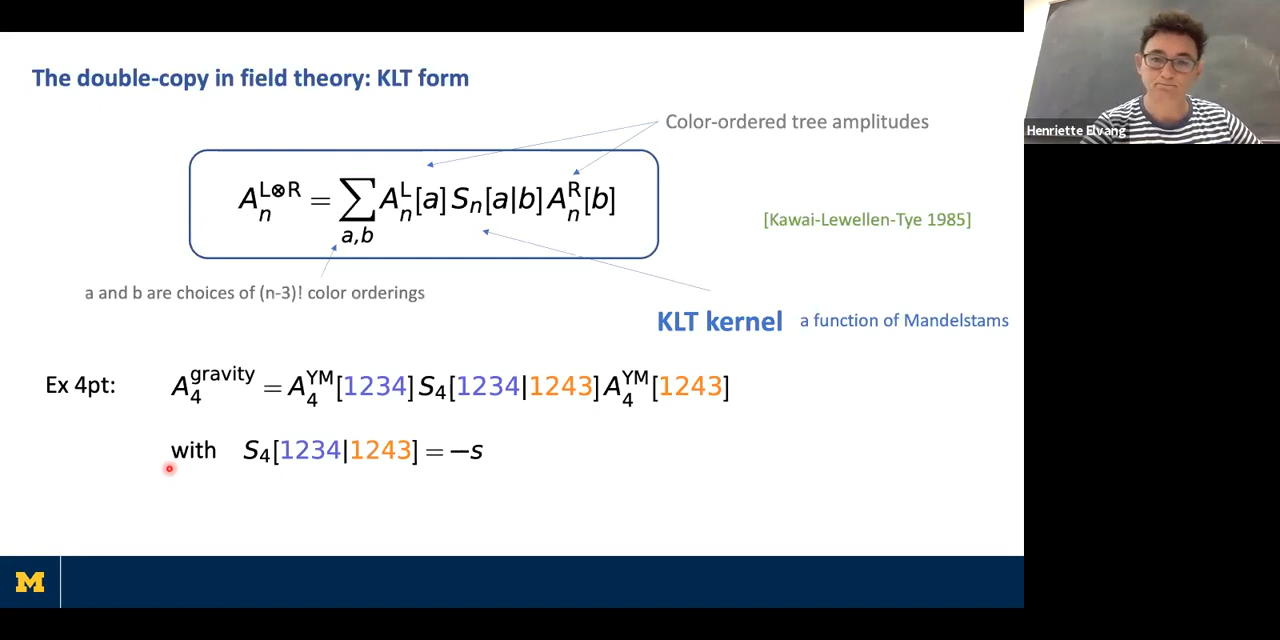 The double-copy in field theory: KLT form
Color-ordered tree amplitudes
A_n^{L⊗R} = ∑_{a,b} A_n^L[a] S_n[a|b] A_n^R[b]
[Kawai-Lewellen-Tye 1985]
a and b are choices of (n-3)! color orderings
KLT kernel a function of Mandelstams
Ex 4pt: A_4^{gravity} = A_4^{YM}[1234] S_4[1234|1243] A_4^{YM}[1243]
with S_4[1234|1243] = −s
M
Henriette Elvang